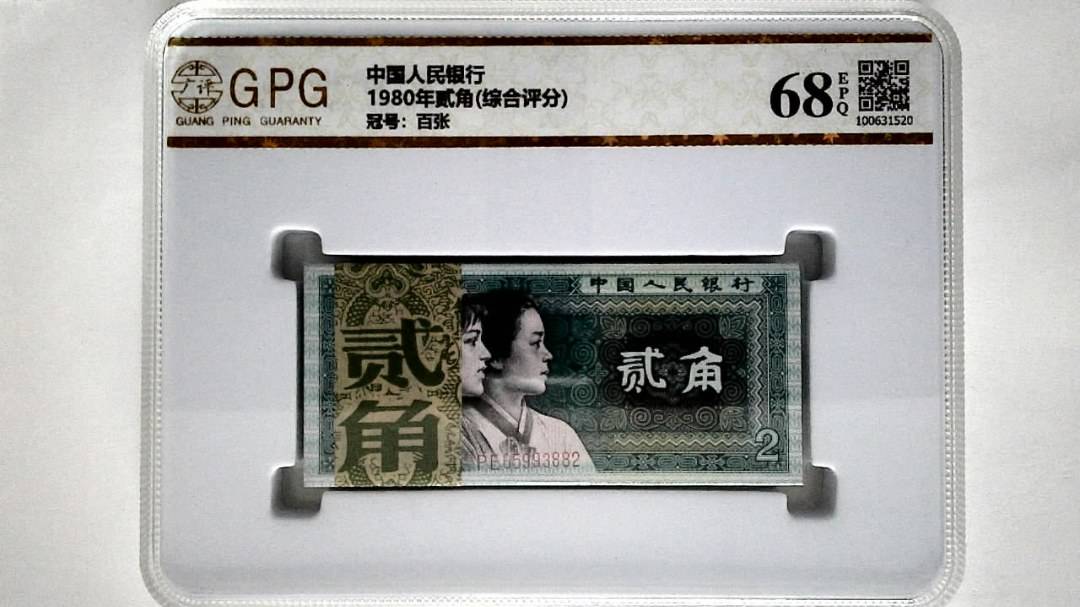 广评
GPG
GUANG PING GUARANTY
中国人民银行
1980年贰角(综合评分)
冠号：百张
68
EPQ
100631520
中国人民银行
贰角
贰角
2